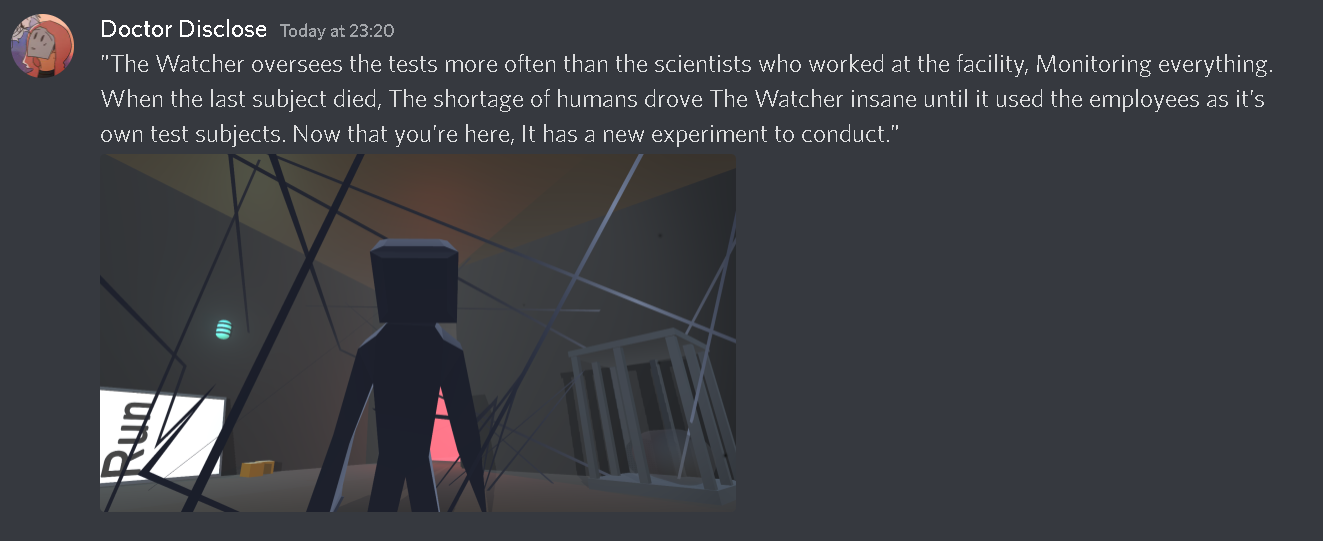 Doctor Disclose Today at 23:20
"The Watcher oversees the tests more often than the scientists who worked at the facility, Monitoring everything.
When the last subject died, The shortage of humans drove The Watcher insane until it used the employees as it's
own test subjects. Now that you're here, It has a new experiment to conduct."
Run